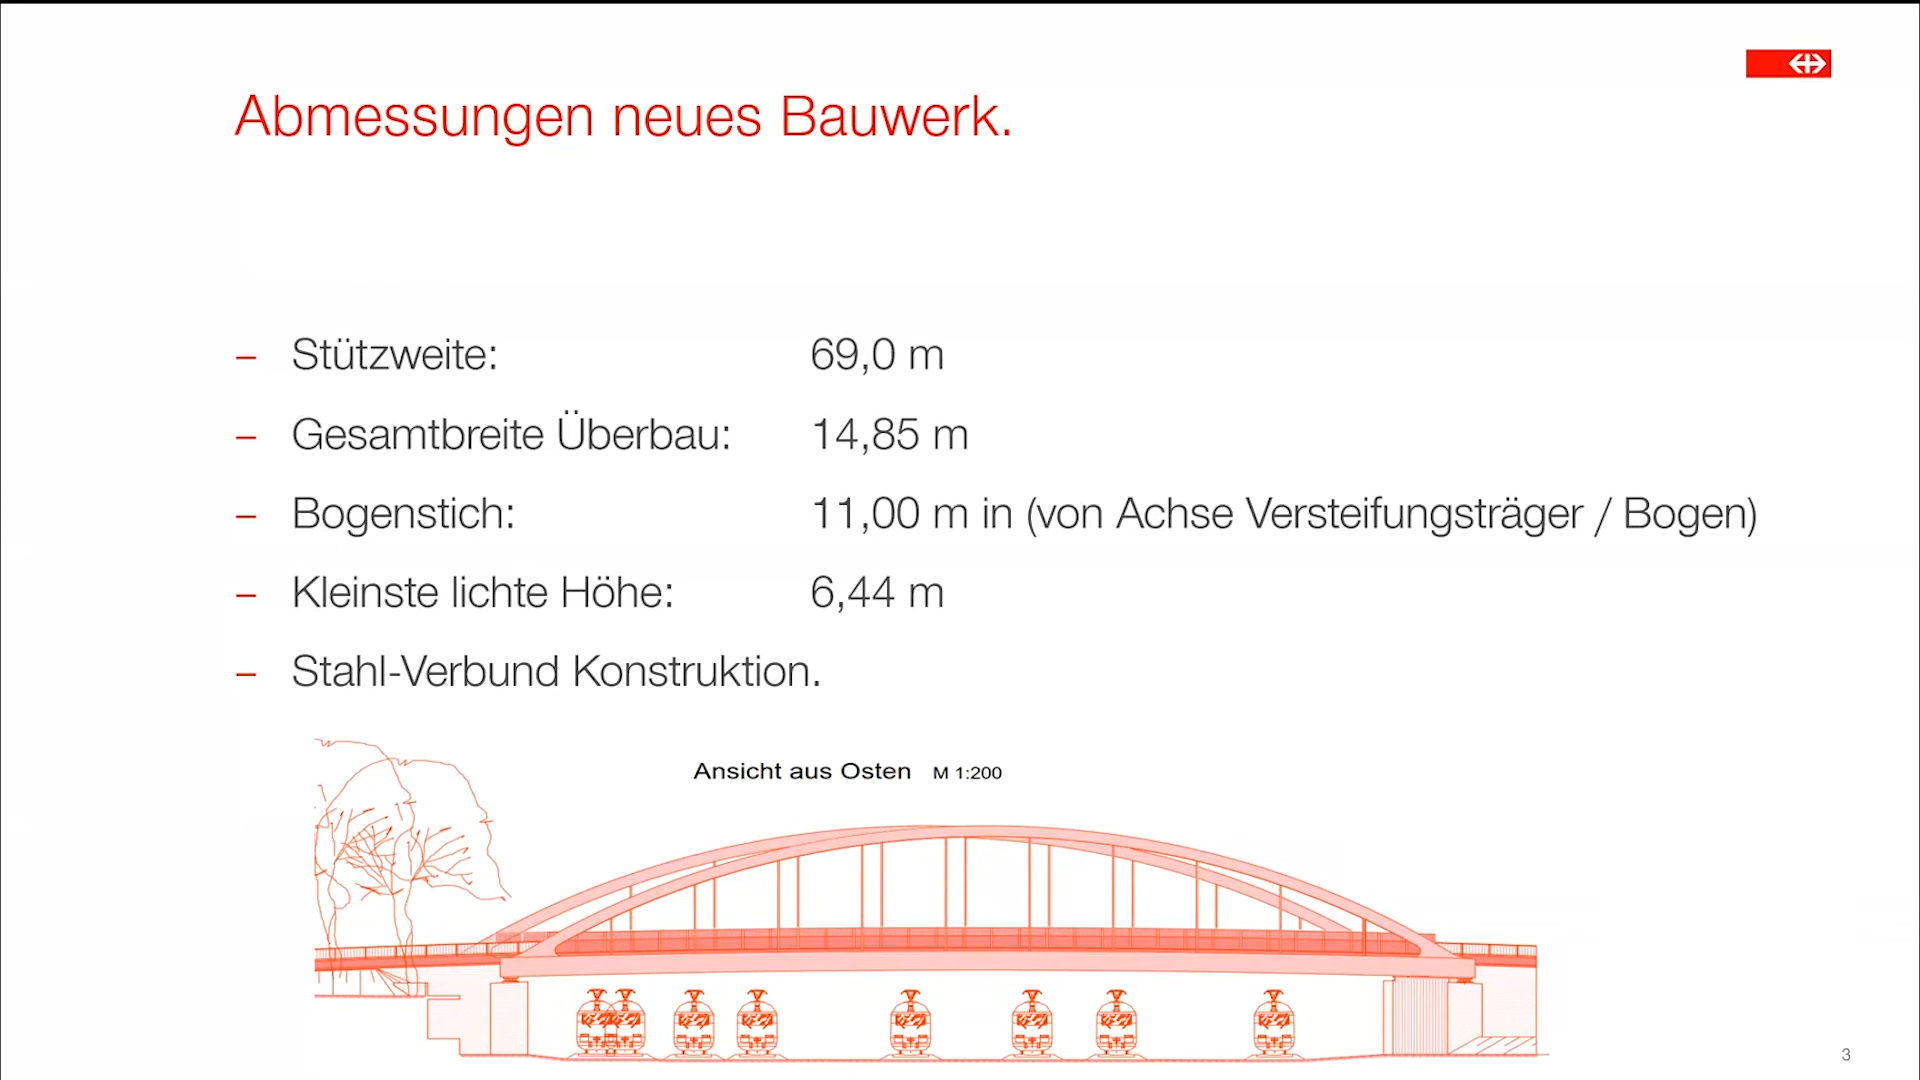 Abmessungen neues Bauwerk.
– Stützweite: 69,0 m
– Gesamtbreite Überbau: 14,85 m
– Bogenstich: 11,00 m in (von Achse Versteifungsträger / Bogen)
– Kleinste lichte Höhe: 6,44 m
– Stahl-Verbund Konstruktion.
Ansicht aus Osten M 1:200
3